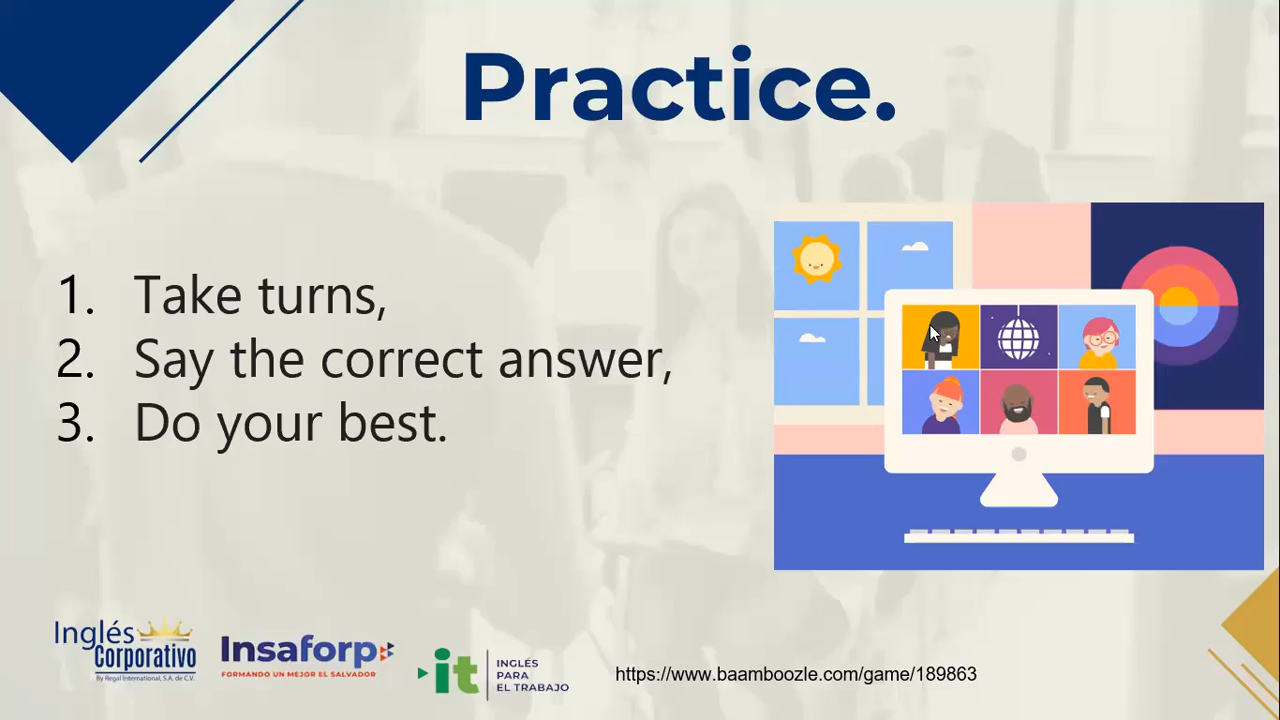 Practice.
1. Take turns,
2. Say the correct answer,
3. Do your best.
Inglés
Corporativo
By Regal International, S.A. de C.V.
Insaforp
FORMANDO UN MEJOR EL SALVADOR
it
INGLÉS
PARA
EL TRABAJO
https://www.baamboozle.com/game/189863